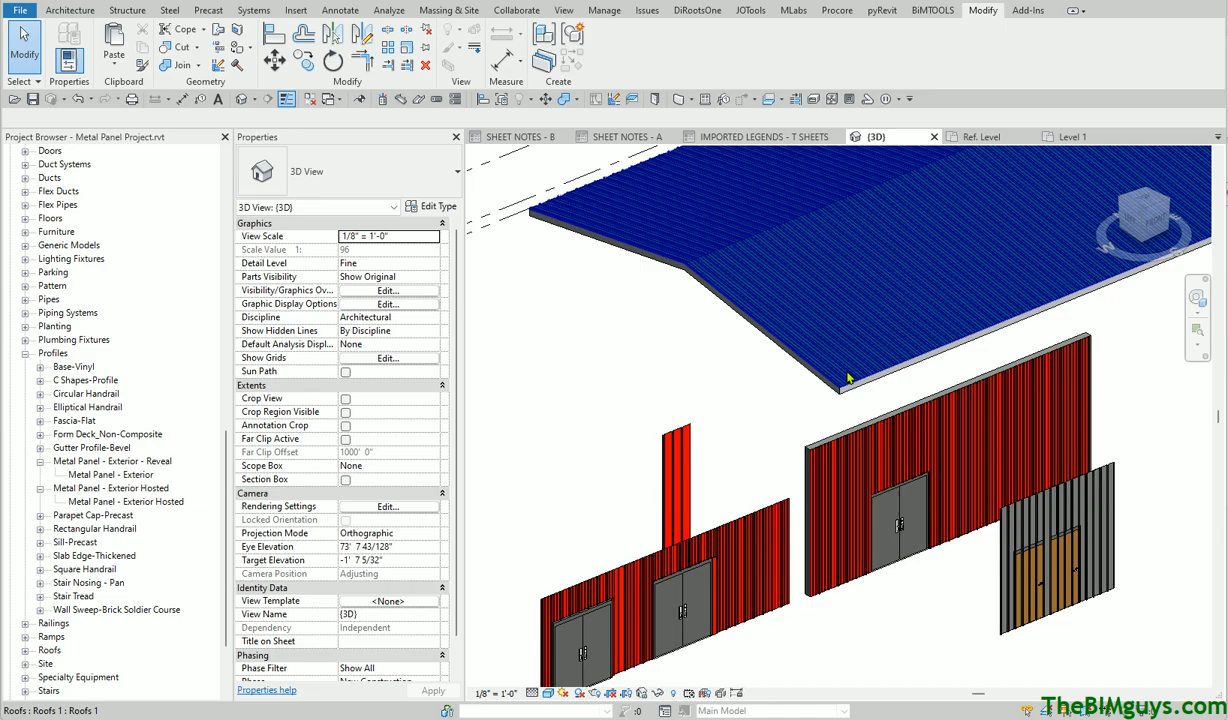 File Architecture Structure Steel Precast Systems Insert Annotate Analyze Massing & Site Collaborate View Manage Issues DiRootsOne JOTools MLabs Procore pyRevit BiMTOOLS Modify Add-Ins
Modify
Properties
Paste
Cope
Cut
Join
Select Properties Clipboard Geometry Modify View Measure Create
Project Browser - Metal Panel Project.rvt
Doors
Duct Systems
Ducts
Flex Ducts
Flex Pipes
Floors
Furniture
Generic Models
Lighting Fixtures
Parking
Pattern
Pipes
Piping Systems
Planting
Plumbing Fixtures
Profiles
Base-Vinyl
C Shapes-Profile
Circular Handrail
Elliptical Handrail
Fascia-Flat
Form Deck_Non-Composite
Gutter Profile-Bevel
Metal Panel - Exterior - Reveal
Metal Panel - Exterior
Metal Panel - Exterior Hosted
Metal Panel - Exterior Hosted
Parapet Cap-Precast
Rectangular Handrail
Sill-Precast
Slab Edge-Thickened
Square Handrail
Stair Nosing - Pan
Stair Tread
Wall Sweep-Brick Soldier Course
Railings
Ramps
Roofs
Site
Specialty Equipment
Stairs
Properties
3D View
3D View: {3D} Edit Type
Graphics
View Scale 1/8" = 1'-0"
Scale Value 1: 96
Detail Level Fine
Parts Visibility Show Original
Visibility/Graphics Ov... Edit...
Graphic Display Options Edit...
Discipline Architectural
Show Hidden Lines By Discipline
Default Analysis Displ... None
Show Grids Edit...
Sun Path
Extents
Crop View
Crop Region Visible
Annotation Crop
Far Clip Active
Far Clip Offset 1000' 0"
Scope Box None
Section Box
Camera
Rendering Settings Edit...
Locked Orientation
Projection Mode Orthographic
Eye Elevation 73' 7 43/128"
Target Elevation -1' 7 5/32"
Camera Position Adjusting
Identity Data
View Template <None>
View Name {3D}
Dependency Independent
Title on Sheet
Phasing
Phase Filter Show All
Properties help Apply
SHEET NOTES - B SHEET NOTES - A IMPORTED LEGENDS - T SHEETS {3D} Ref. Level Level 1
W
S
1/8" = 1'-0"
Roofs : Roofs 1 : Roofs 1
:0
Main Model
TheBIMguys.com